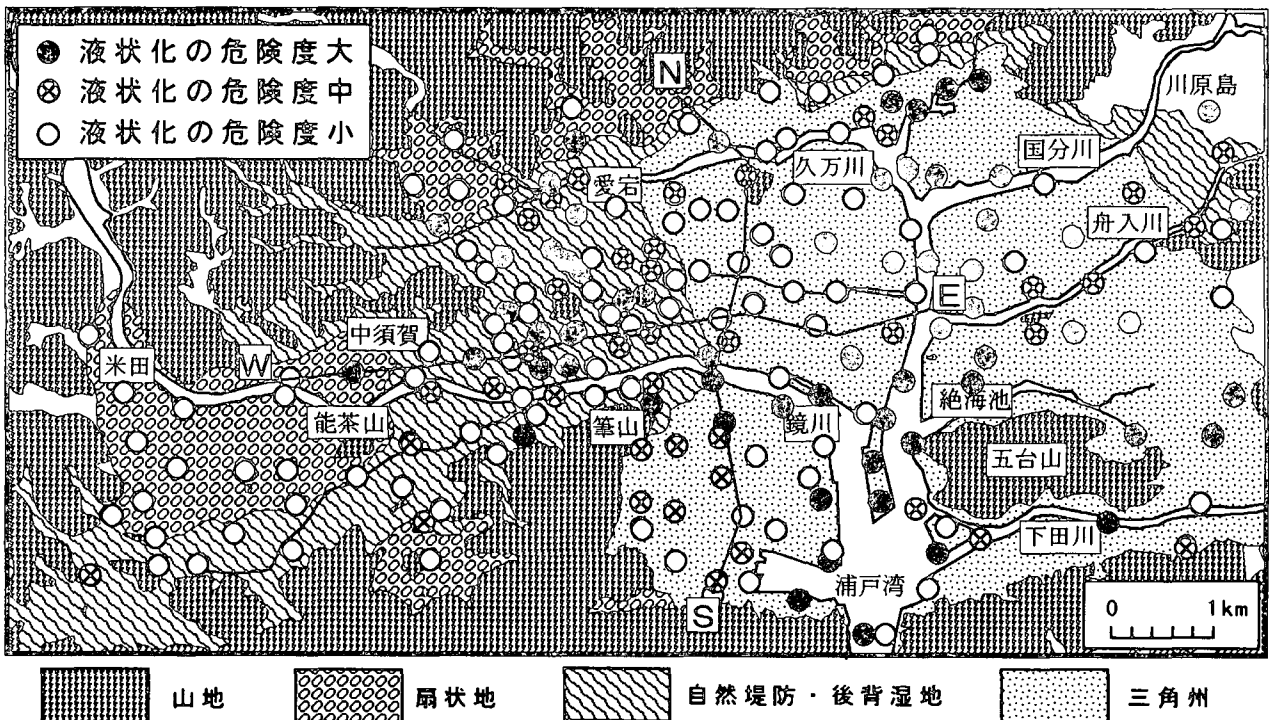 液状化の危険度大
液状化の危険度中
液状化の危険度小
N
川原島
国分川
久万川
愛宕
舟入川
E
中須賀
米田
W
絶海池
能茶山
筆山
鏡川
五台山
下田川
浦戸湾
S
0 1km
山地
扇状地
自然堤防・後背湿地
三角州